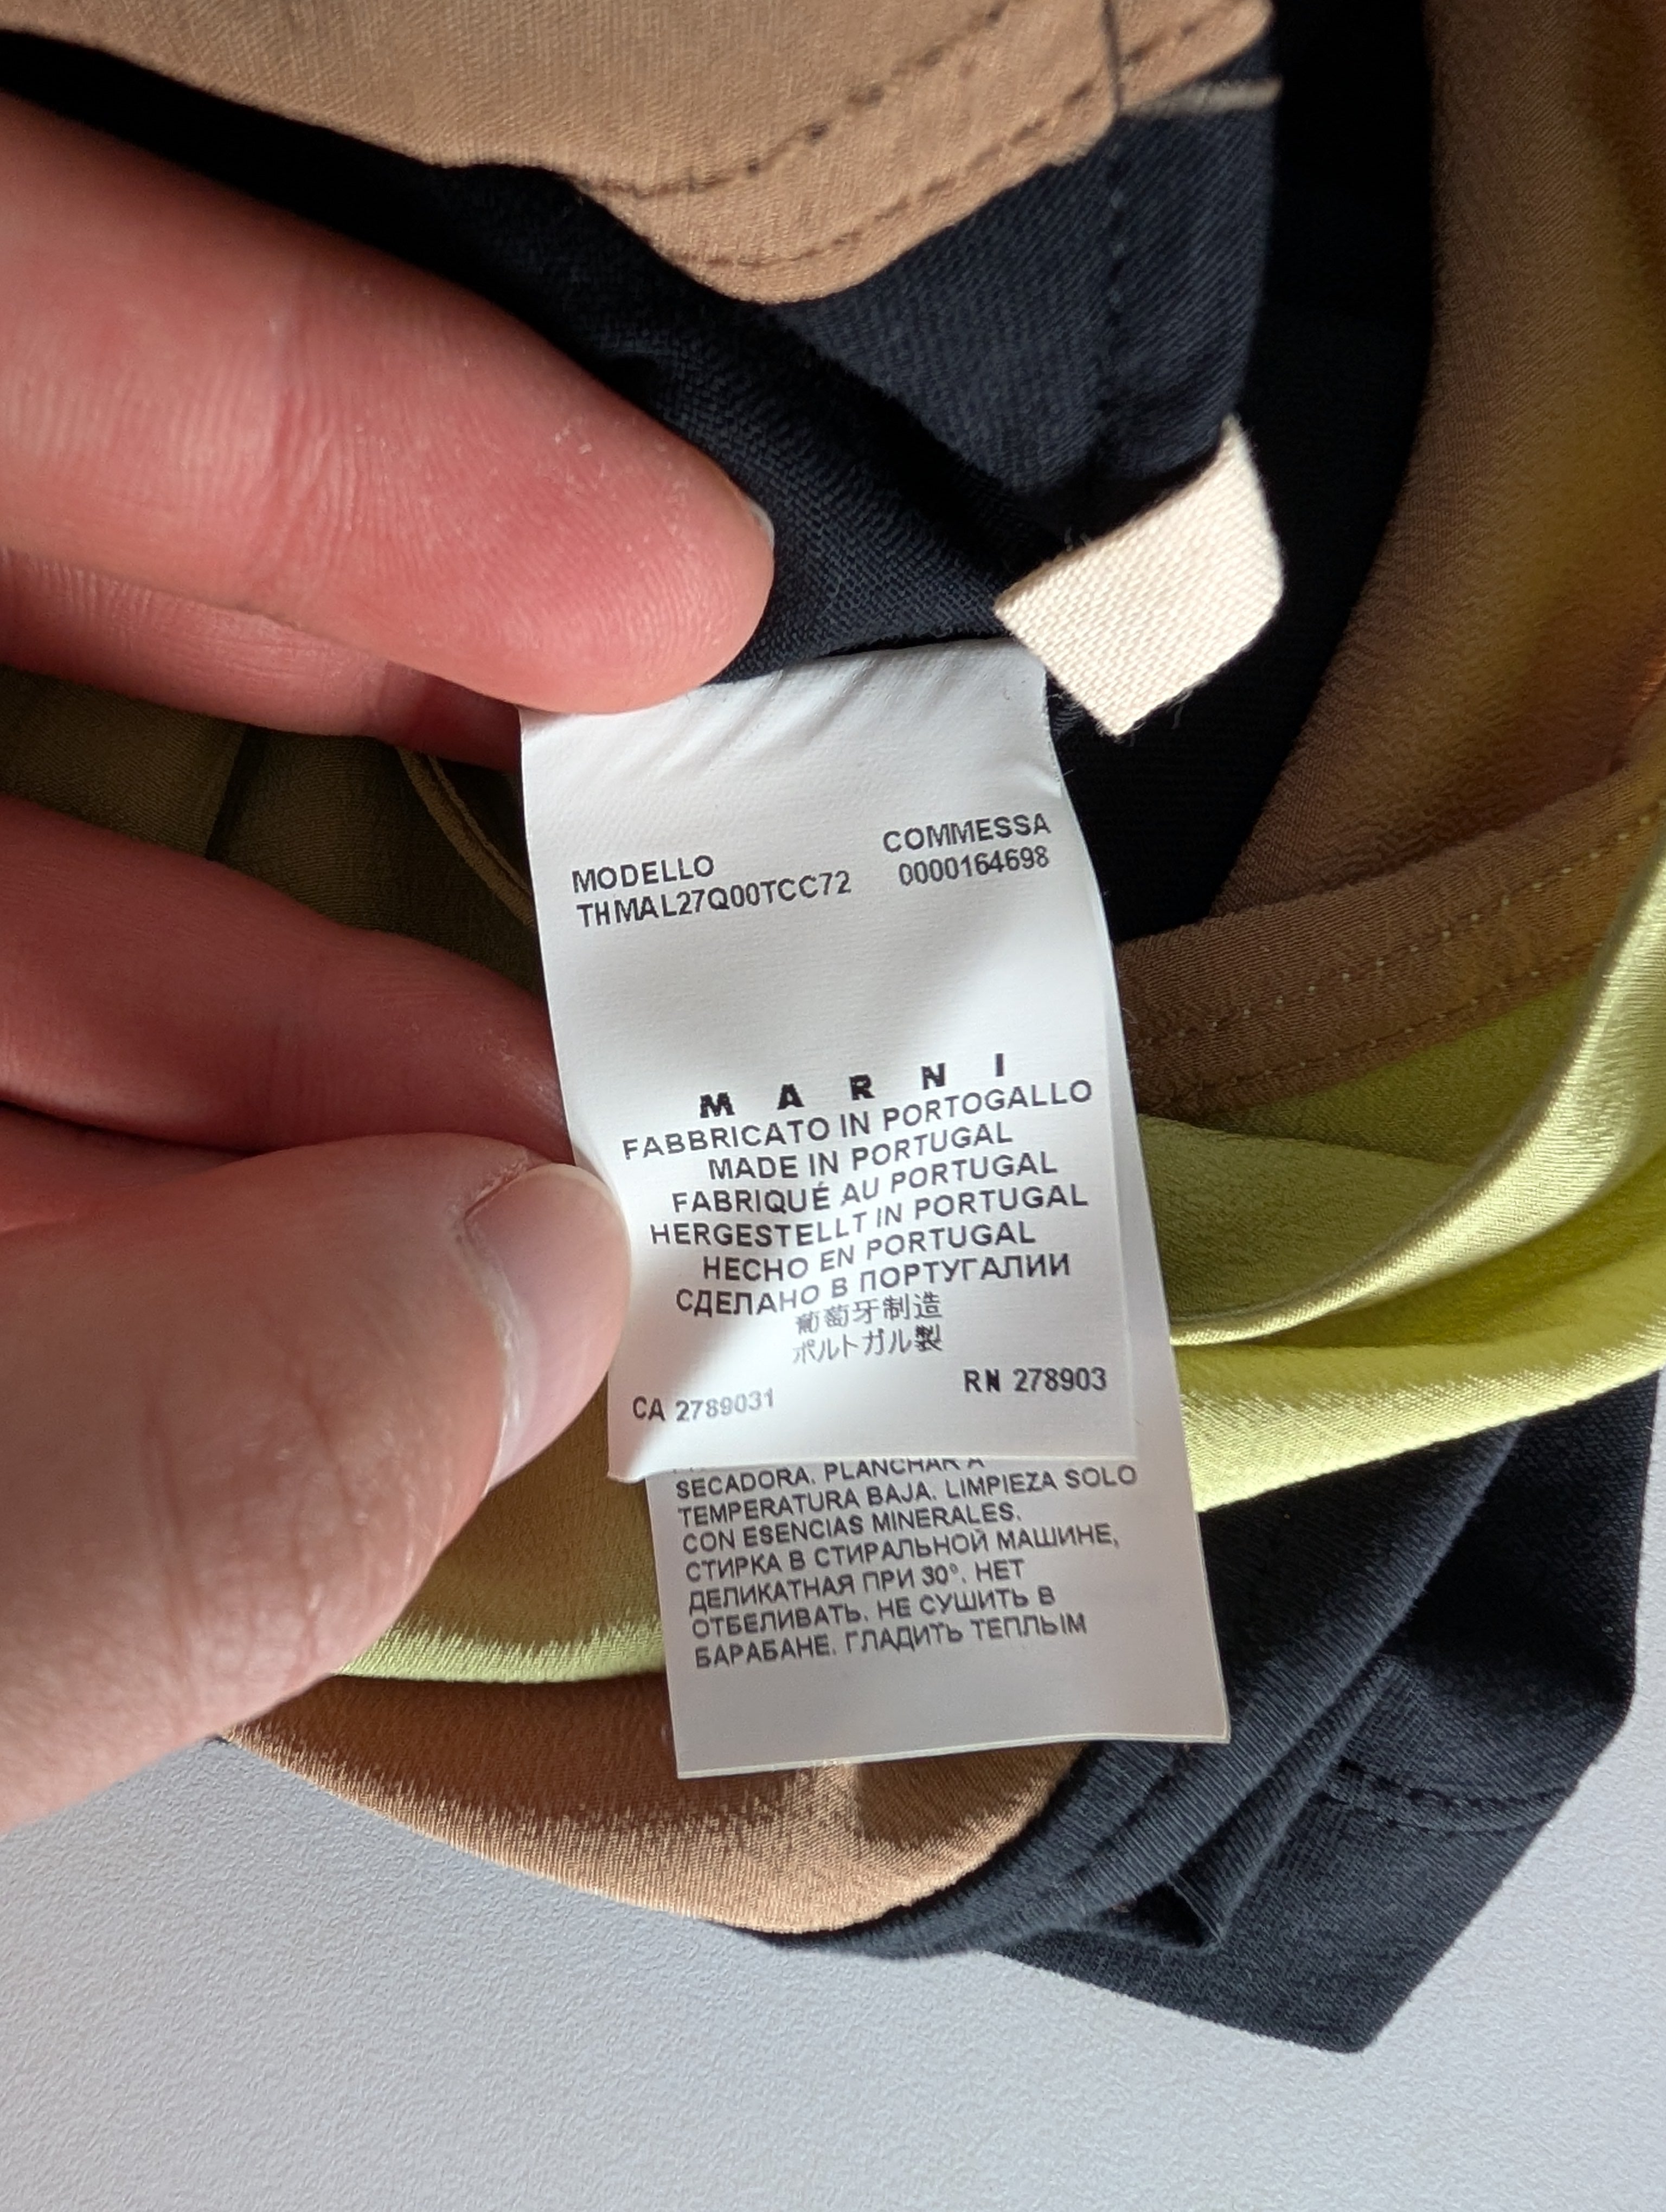 MODELLO COMMESSA
THMAL27Q00TCC72 0000164698
M A R N I
FABBRICATO IN PORTOGALLO
MADE IN PORTUGAL
FABRIQUÉ AU PORTUGAL
HERGESTELLT IN PORTUGAL
HECHO EN PORTUGAL
СДЕЛАНО В ПОРТУГАЛИИ
葡萄牙制造
ポルトガル製
CA 2789031 RN 278903
SECADORA. PLANCHAR A
TEMPERATURA BAJA. LIMPIEZA SOLO
CON ESENCIAS MINERALES.
СТИРКА В СТИРАЛЬНОЙ МАШИНЕ,
ДЕЛИКАТНАЯ ПРИ 30°. НЕТ
ОТБЕЛИВАТЬ. НЕ СУШИТЬ В
БАРАБАНЕ. ГЛАДИТЬ ТЕПЛЫМ